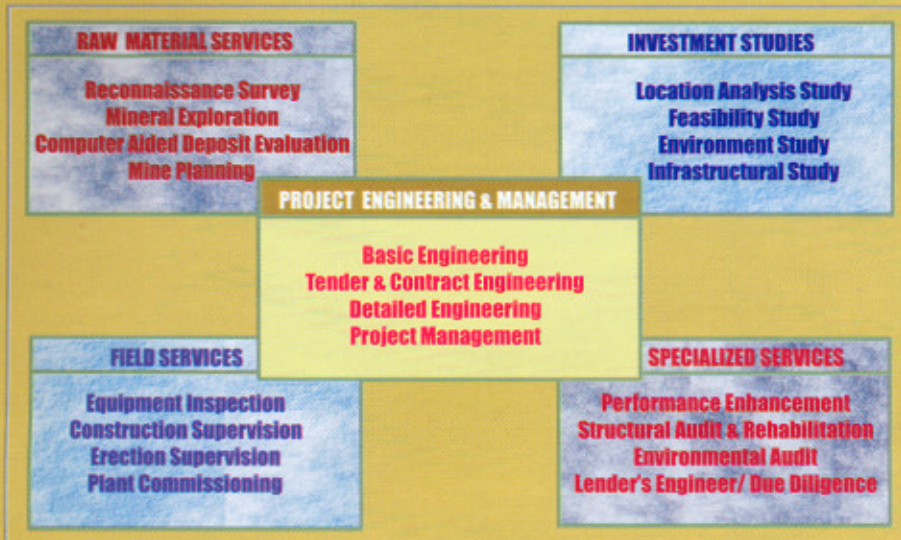 RAW MATERIAL SERVICES
Reconnaissance Survey
Mineral Exploration
Computer Aided Deposit Evaluation
Mine Planning
INVESTMENT STUDIES
Location Analysis Study
Feasibility Study
Environment Study
Infrastructural Study
PROJECT ENGINEERING & MANAGEMENT
Basic Engineering
Tender & Contract Engineering
Detailed Engineering
Project Management
FIELD SERVICES
Equipment Inspection
Construction Supervision
Erection Supervision
Plant Commissioning
SPECIALIZED SERVICES
Performance Enhancement
Structural Audit & Rehabilitation
Environmental Audit
Lender's Engineer/ Due Diligence